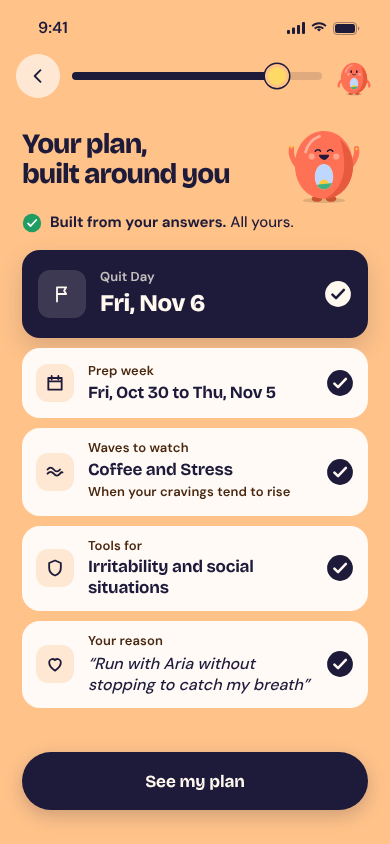 9:41
Your plan,
built around you
Built from your answers. All yours.
Quit Day
Fri, Nov 6
Prep week
Fri, Oct 30 to Thu, Nov 5
Waves to watch
Coffee and Stress
When your cravings tend to rise
Tools for
Irritability and social
situations
Your reason
“Run with Aria without
stopping to catch my breath”
See my plan